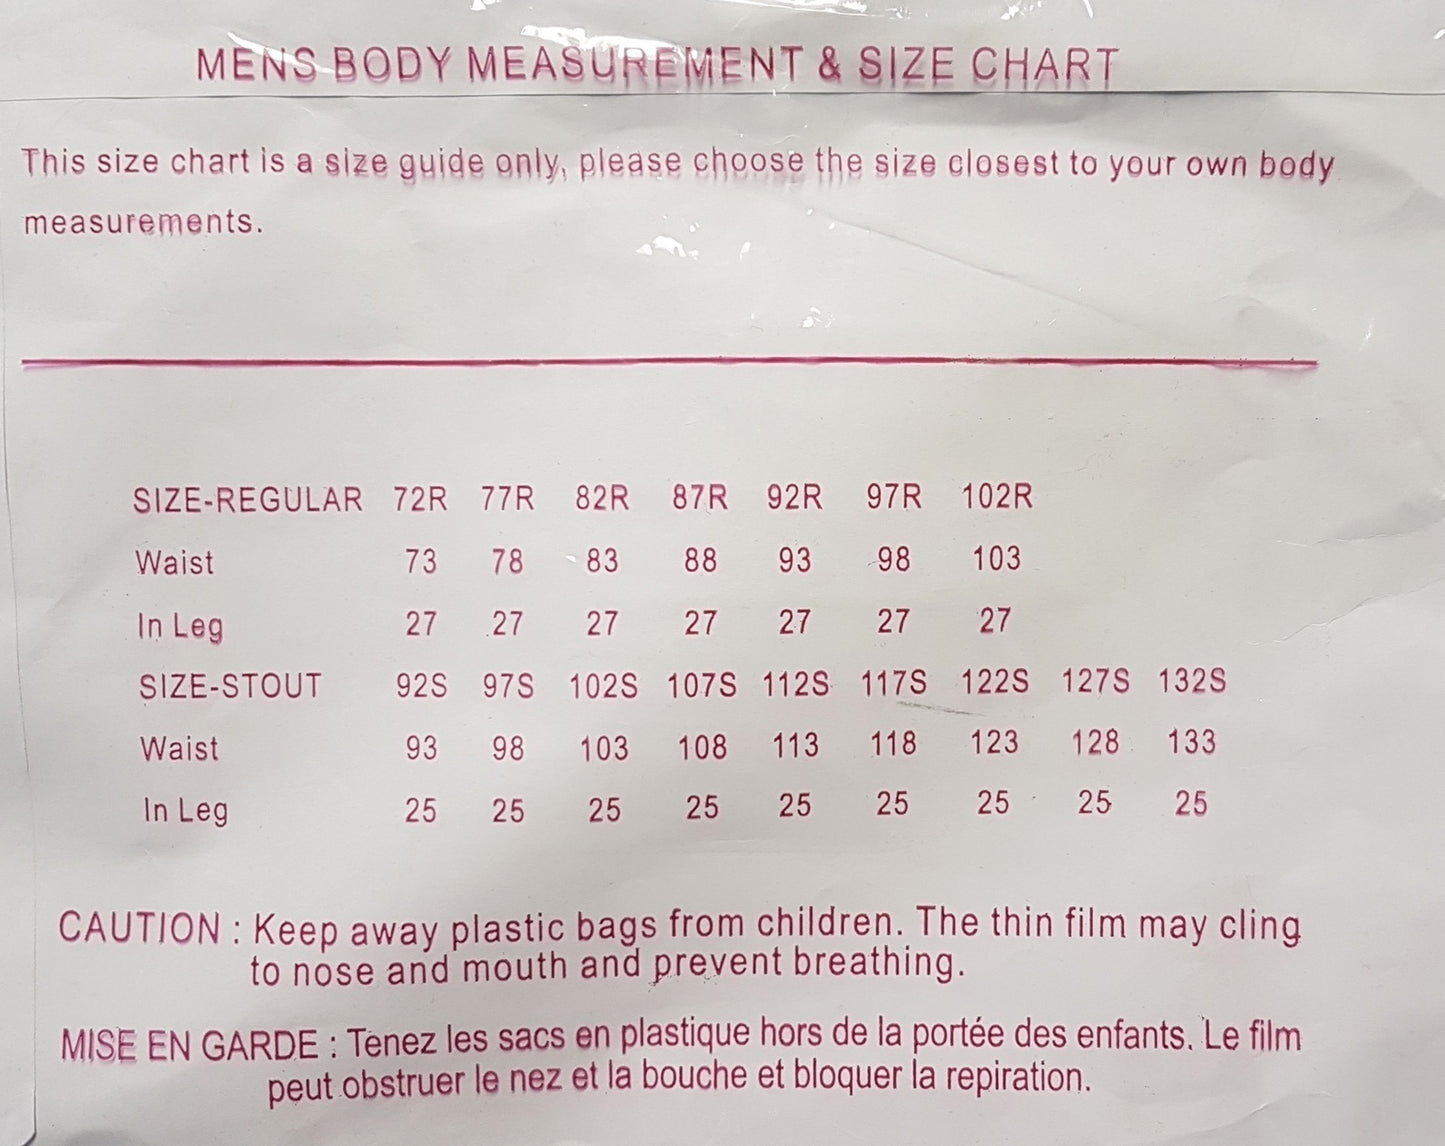 MENS BODY MEASUREMENT & SIZE CHART
This size chart is a size guide only, please choose the size closest to your own body
measurements.
SIZE-REGULAR 72R 77R 82R 87R 92R 97R 102R
Waist 73 78 83 88 93 98 103
In Leg 27 27 27 27 27 27 27
SIZE-STOUT 92S 97S 102S 107S 112S 117S 122S 127S 132S
Waist 93 98 103 108 113 118 123 128 133
In Leg 25 25 25 25 25 25 25 25 25
CAUTION : Keep away plastic bags from children. The thin film may cling
to nose and mouth and prevent breathing.
MISE EN GARDE : Tenez les sacs en plastique hors de la portée des enfants. Le film
peut obstruer le nez et la bouche et bloquer la repiration.